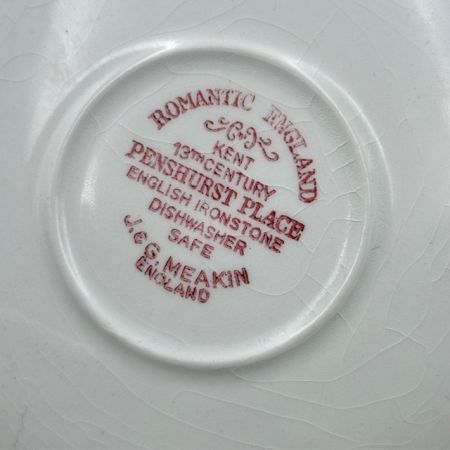 ROMANTIC ENGLAND
KENT
13TH CENTURY
PENSHURST PLACE
ENGLISH IRONSTONE
DISHWASHER
SAFE
J. & G. MEAKIN
ENGLAND